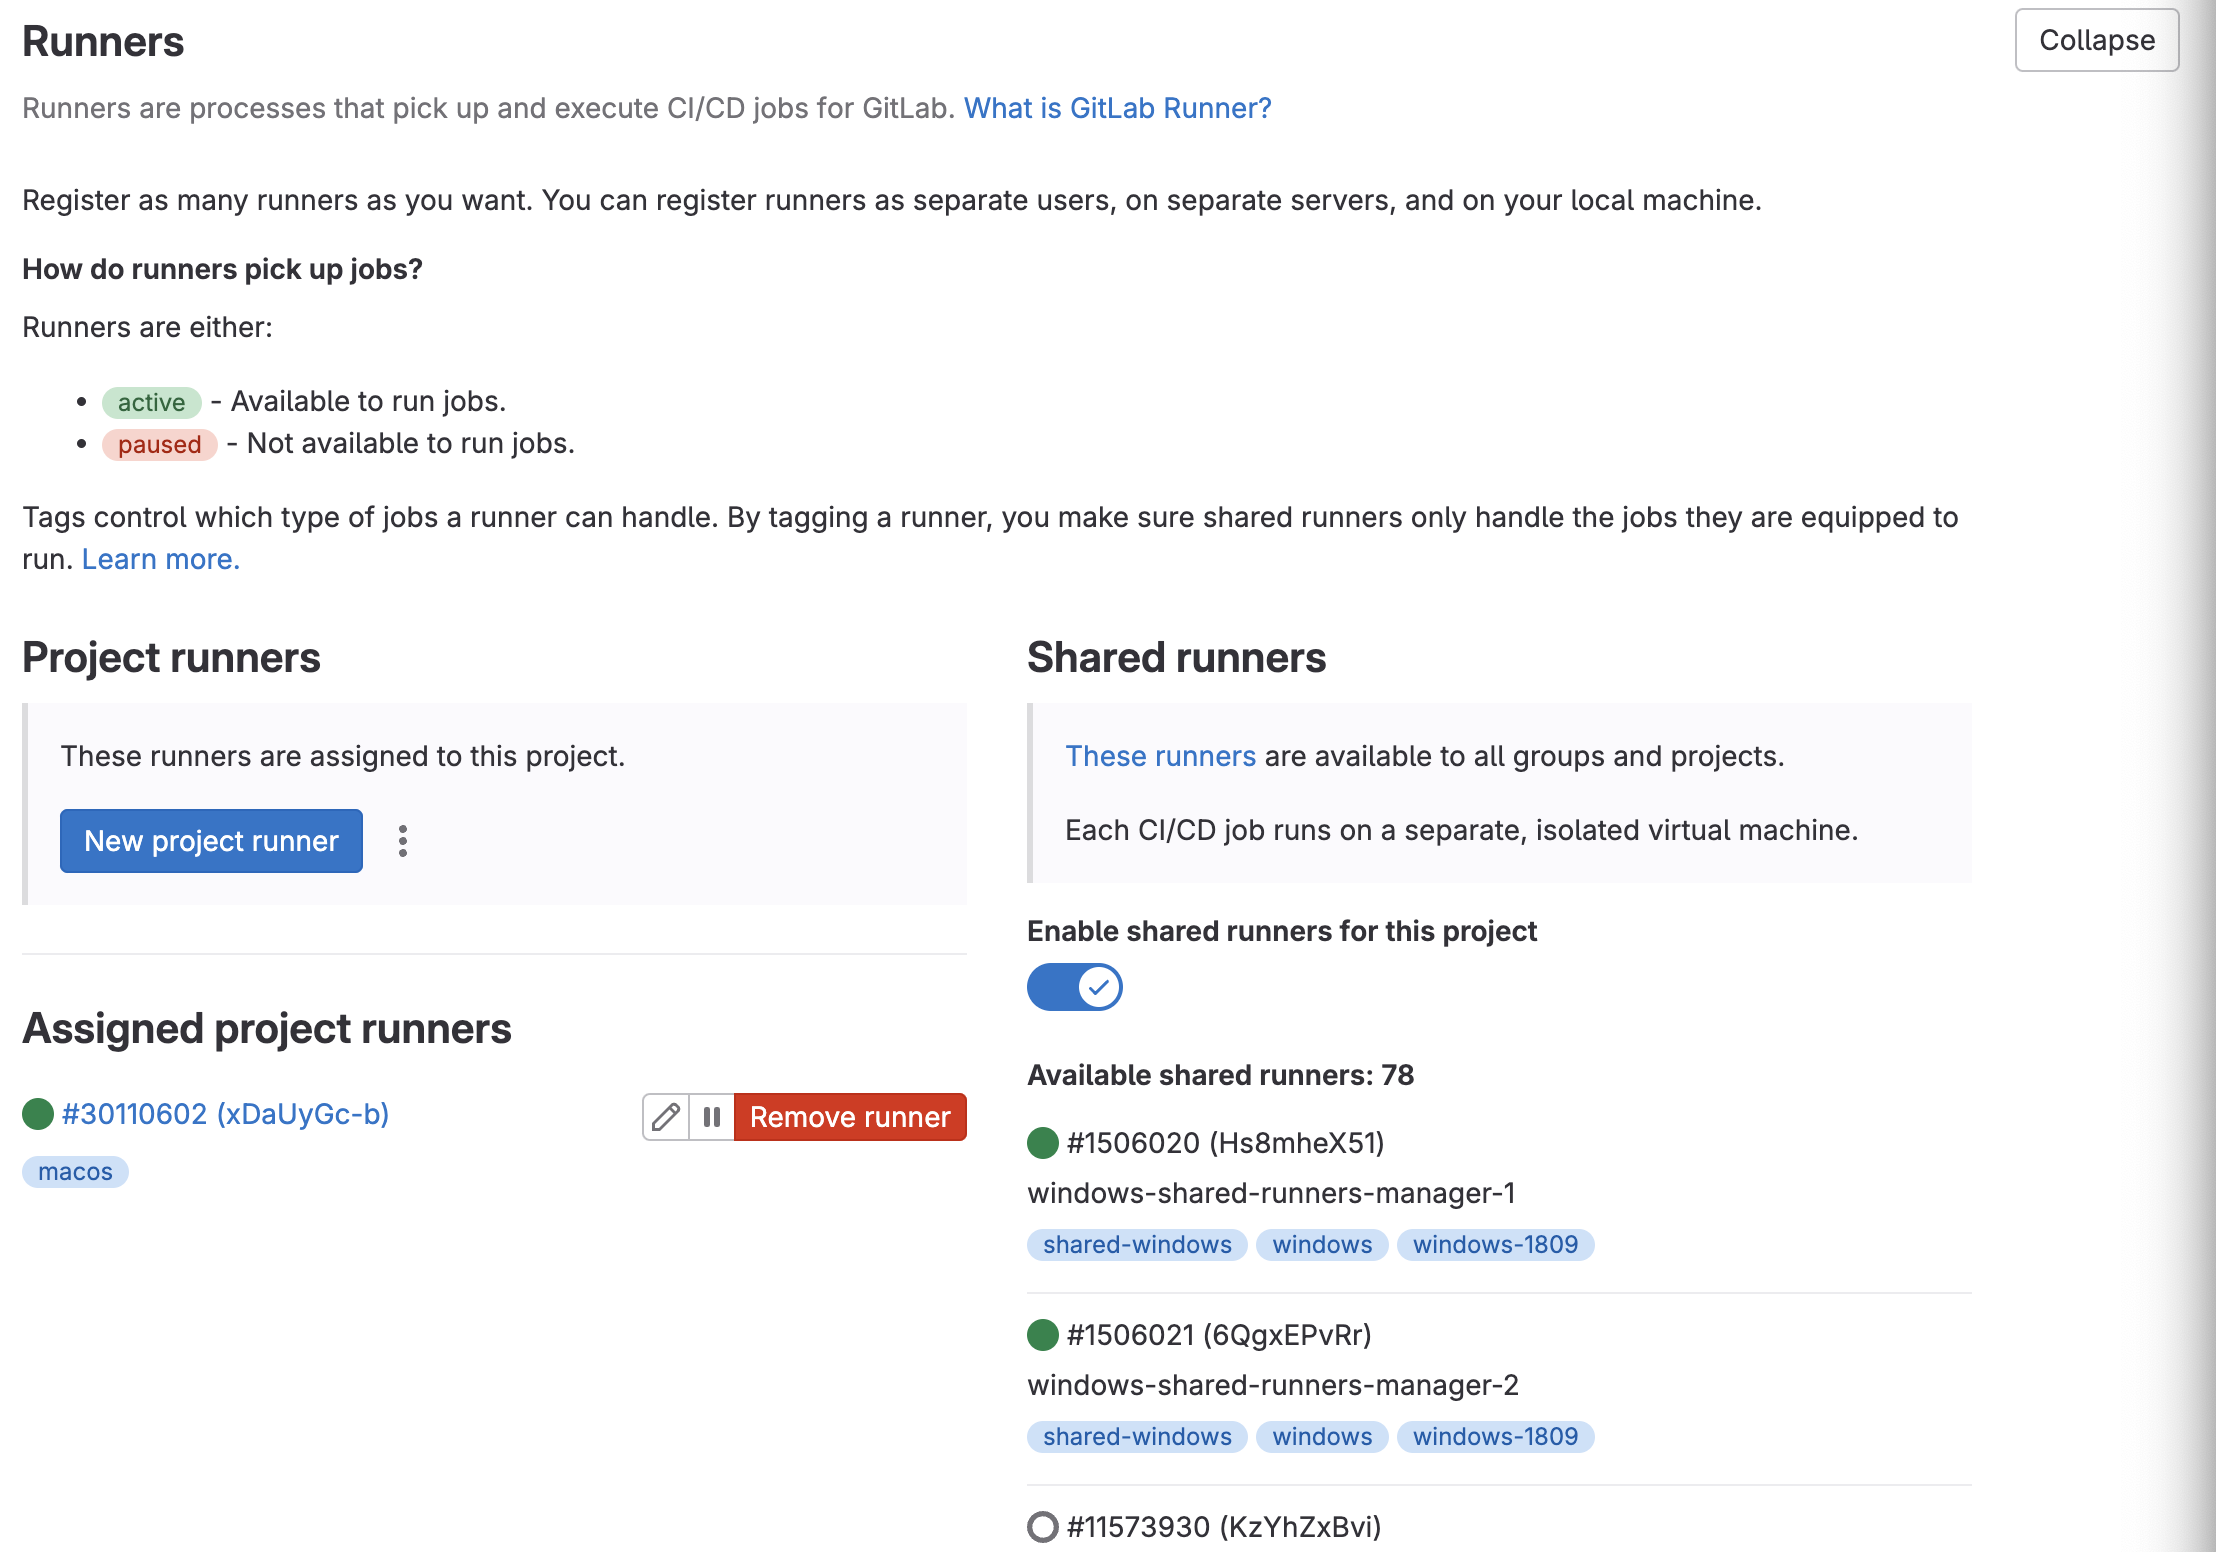 Runners
Collapse
Runners are processes that pick up and execute CI/CD jobs for GitLab. What is GitLab Runner?
Register as many runners as you want. You can register runners as separate users, on separate servers, and on your local machine.
How do runners pick up jobs?
Runners are either:
• active - Available to run jobs.
• paused - Not available to run jobs.
Tags control which type of jobs a runner can handle. By tagging a runner, you make sure shared runners only handle the jobs they are equipped to
run. Learn more.
Project runners
These runners are assigned to this project.
New project runner
Assigned project runners
#30110602 (xDaUyGc-b)
Remove runner
macos
Shared runners
These runners are available to all groups and projects.
Each CI/CD job runs on a separate, isolated virtual machine.
Enable shared runners for this project
Available shared runners: 78
#1506020 (Hs8mheX51)
windows-shared-runners-manager-1
shared-windows windows windows-1809
#1506021 (6QgxEPvRr)
windows-shared-runners-manager-2
shared-windows windows windows-1809
#11573930 (KzYhZxBvi)